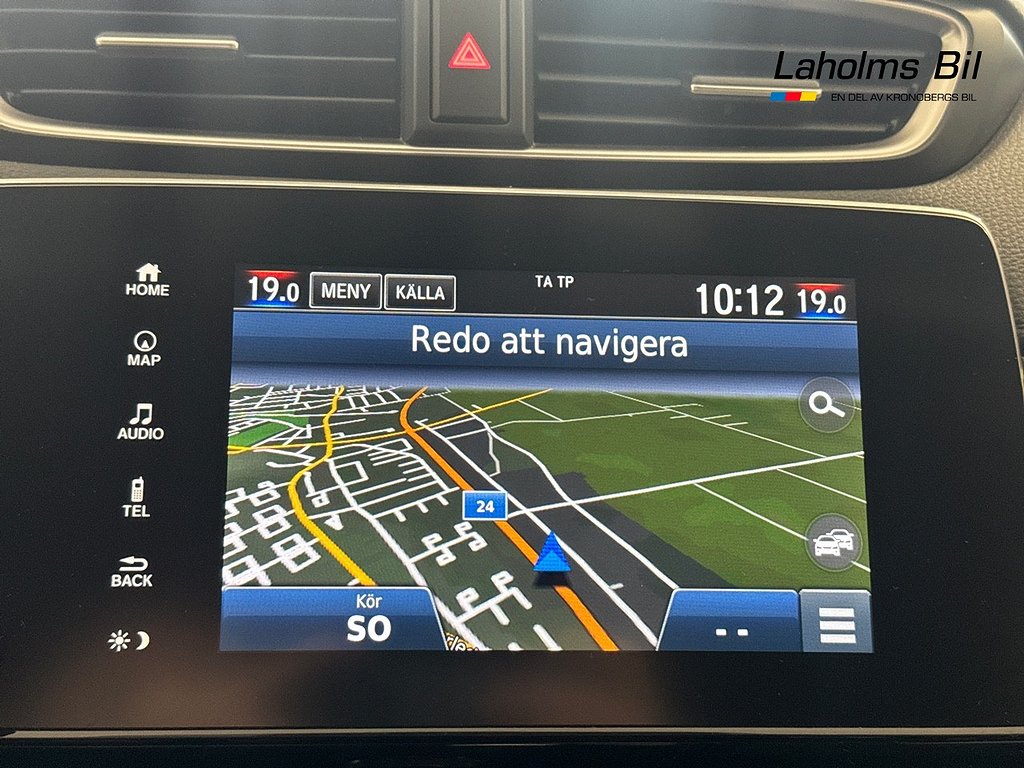 Laholms Bil
EN DEL AV KRONOBERGS BIL
HOME
MAP
AUDIO
TEL
BACK
19.0 MENY KÄLLA TA TP 10:12 19.0
Redo att navigera
24
Kör
SO
--